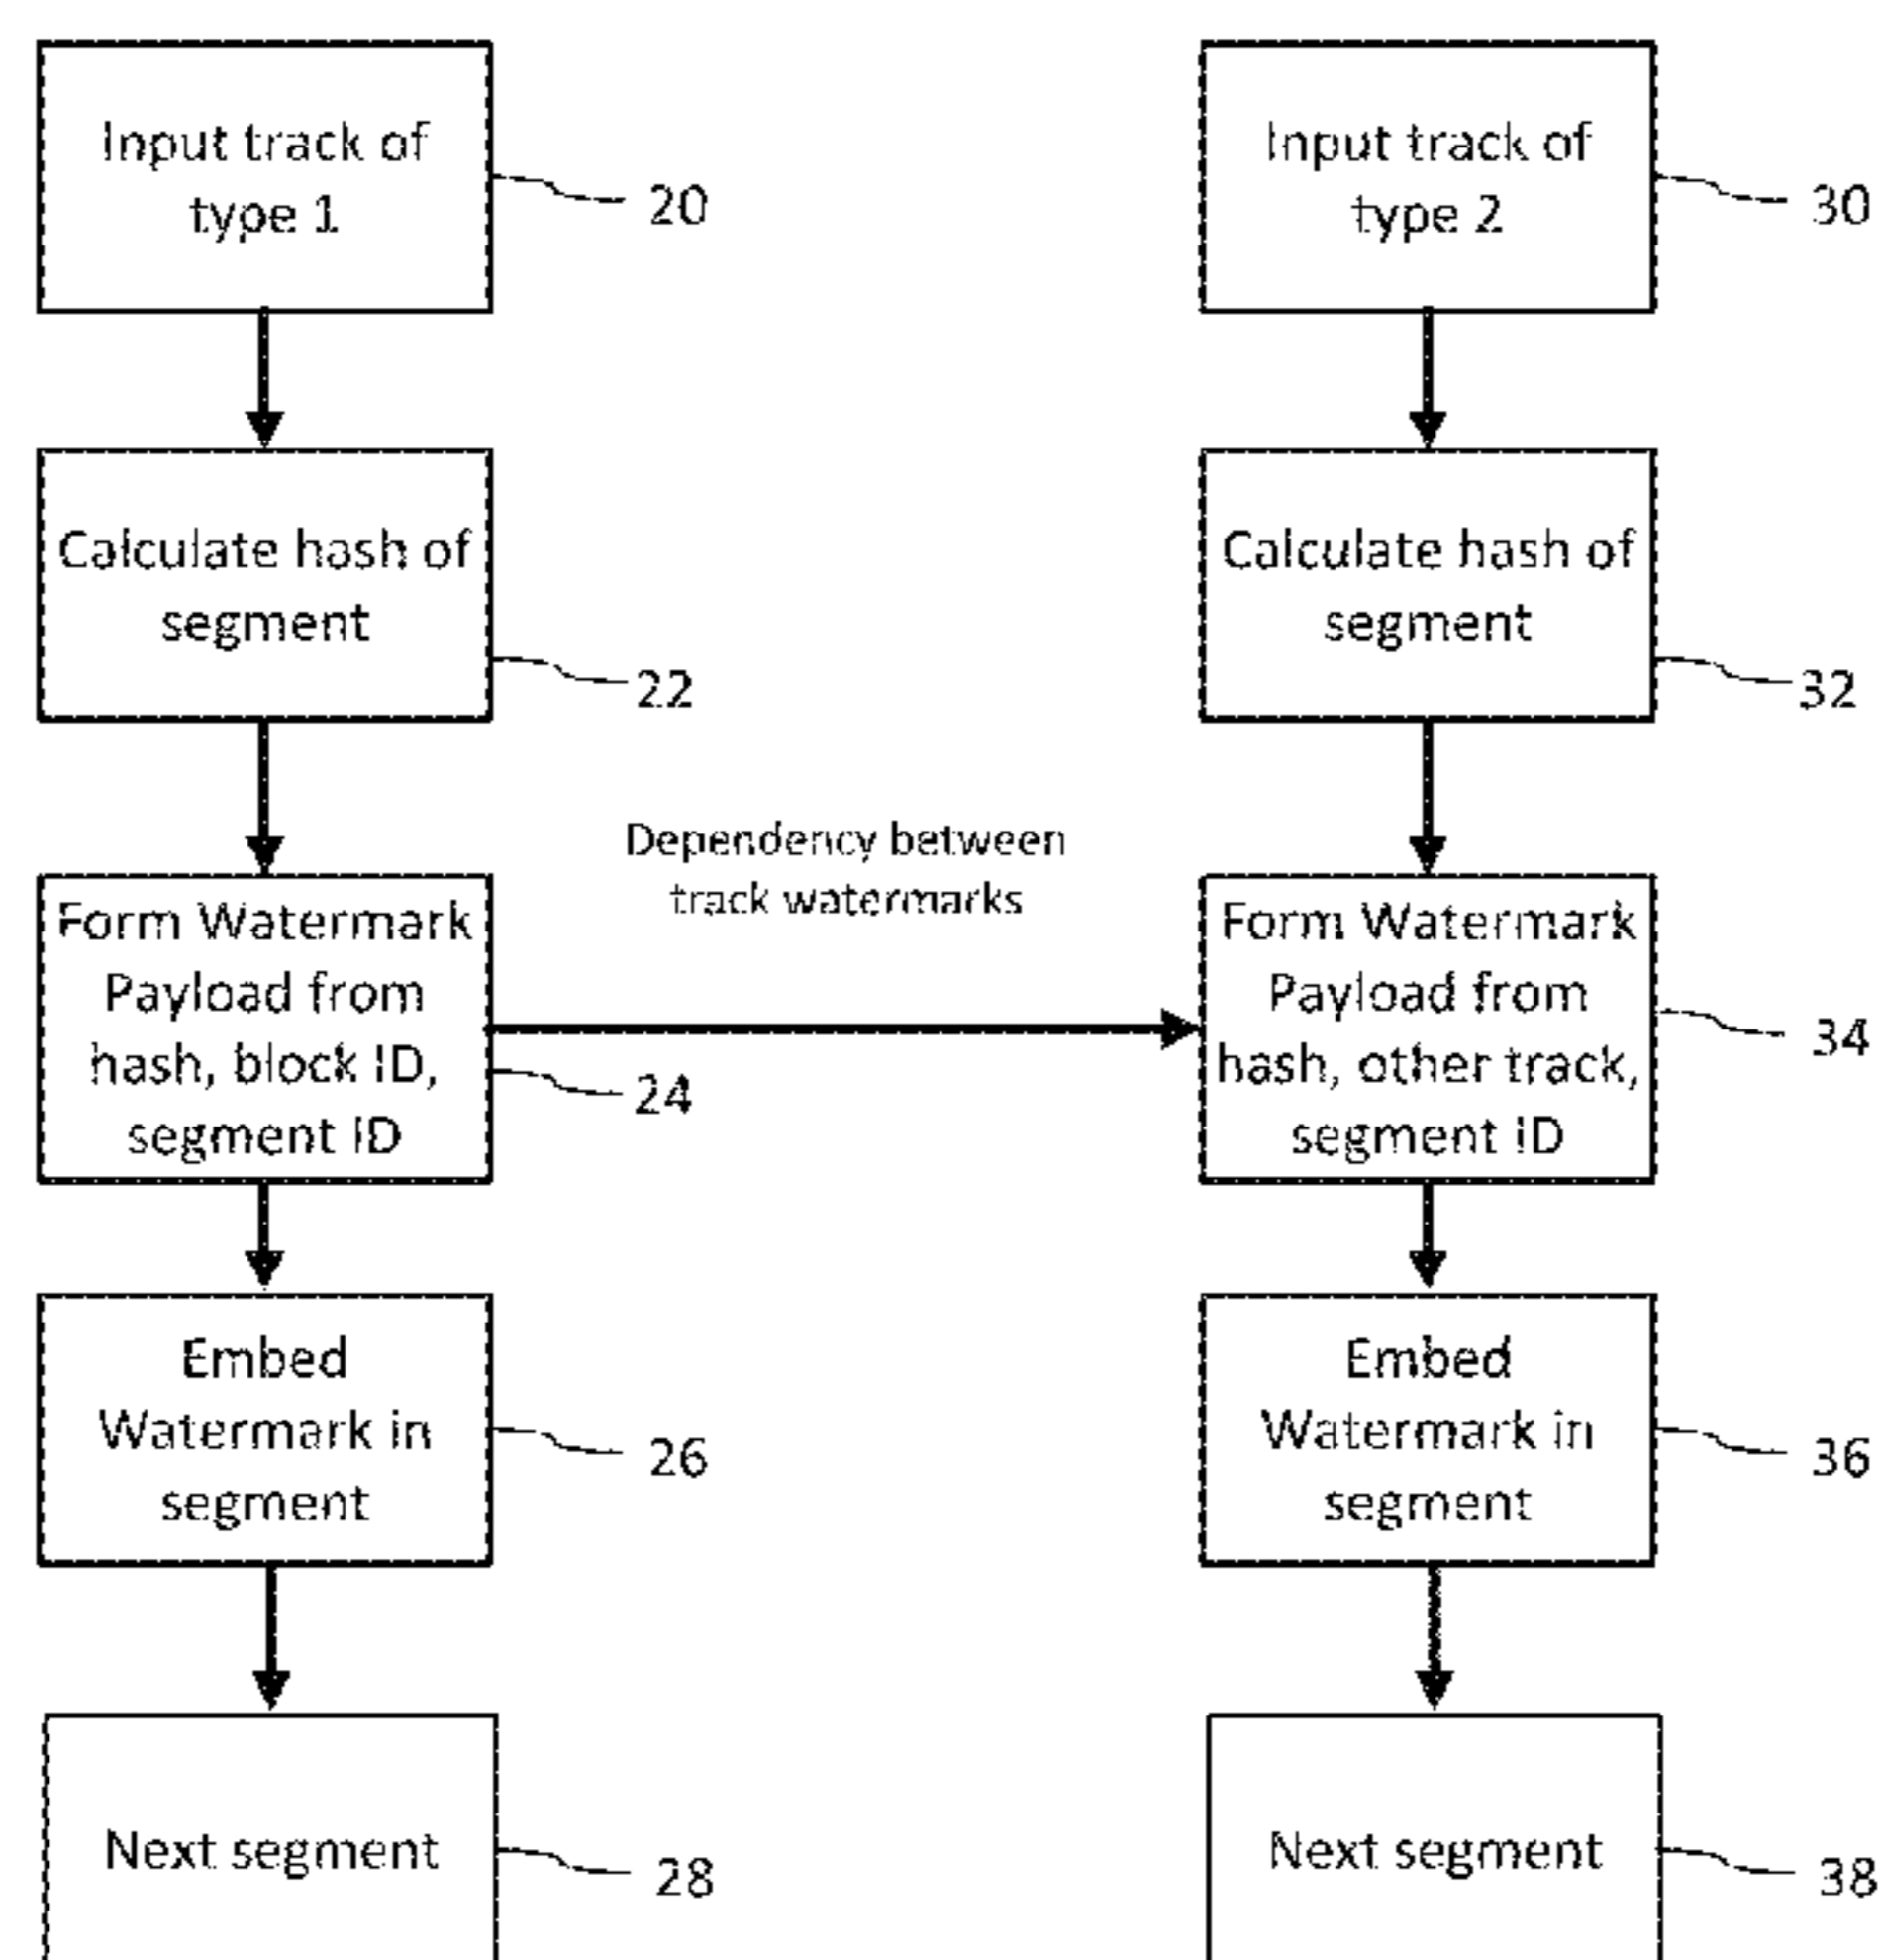 Input track of
type 1
20
Input track of
type 2
30
Calculate hash of
segment
22
Calculate hash of
segment
32
Dependency between
track watermarks
Form Watermark
Payload from
hash, block ID,
segment ID
24
Form Watermark
Payload from
hash, other track,
segment ID
34
Embed
Watermark in
segment
26
Embed
Watermark in
segment
36
Next segment
28
Next segment
38